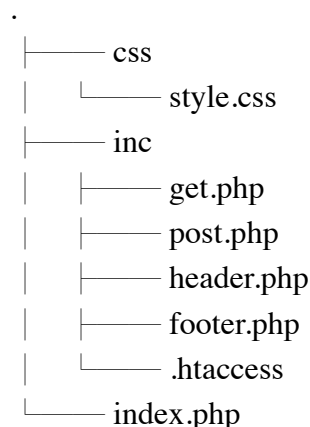 .
css
style.css
inc
get.php
post.php
header.php
footer.php
.htaccess
index.php